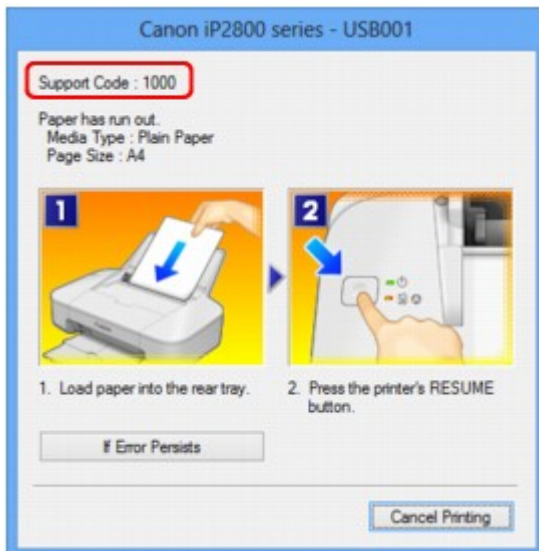 Canon iP2800 series - USB001
Support Code : 1000
Paper has run out.
Media Type : Plain Paper
Page Size : A4
1
2
1. Load paper into the rear tray.
2. Press the printer's RESUME
button.
If Error Persists
Cancel Printing